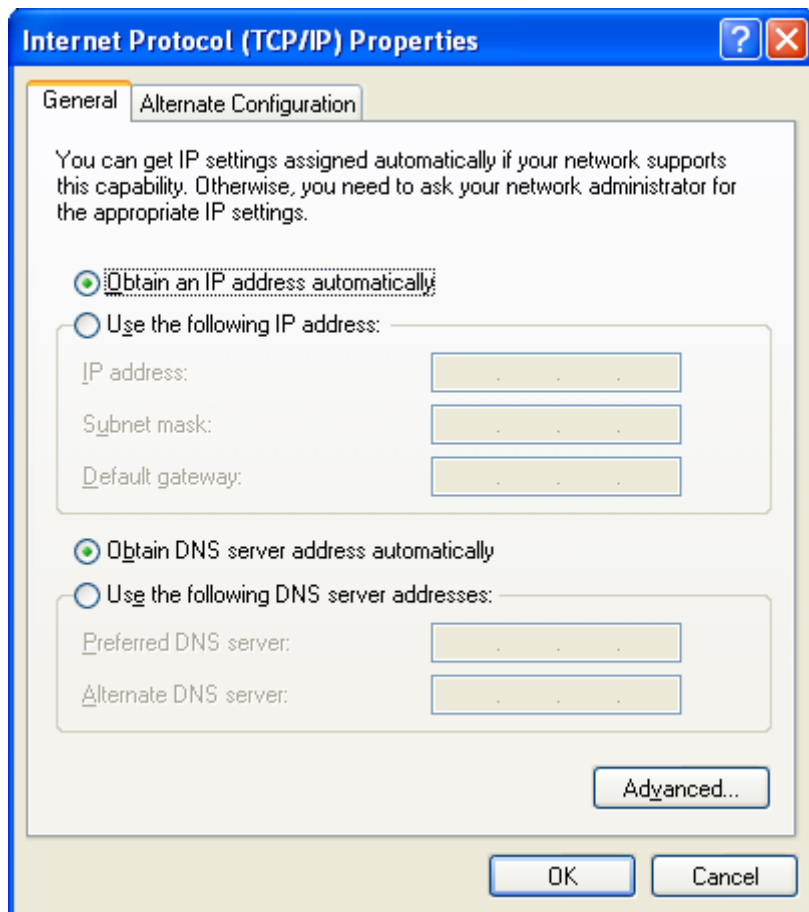 Internet Protocol (TCP/IP) Properties
General
Alternate Configuration
You can get IP settings assigned automatically if your network supports
this capability. Otherwise, you need to ask your network administrator for
the appropriate IP settings.
Obtain an IP address automatically
Use the following IP address:
IP address:
Subnet mask:
Default gateway:
Obtain DNS server address automatically
Use the following DNS server addresses:
Preferred DNS server:
Alternate DNS server:
Advanced...
OK
Cancel